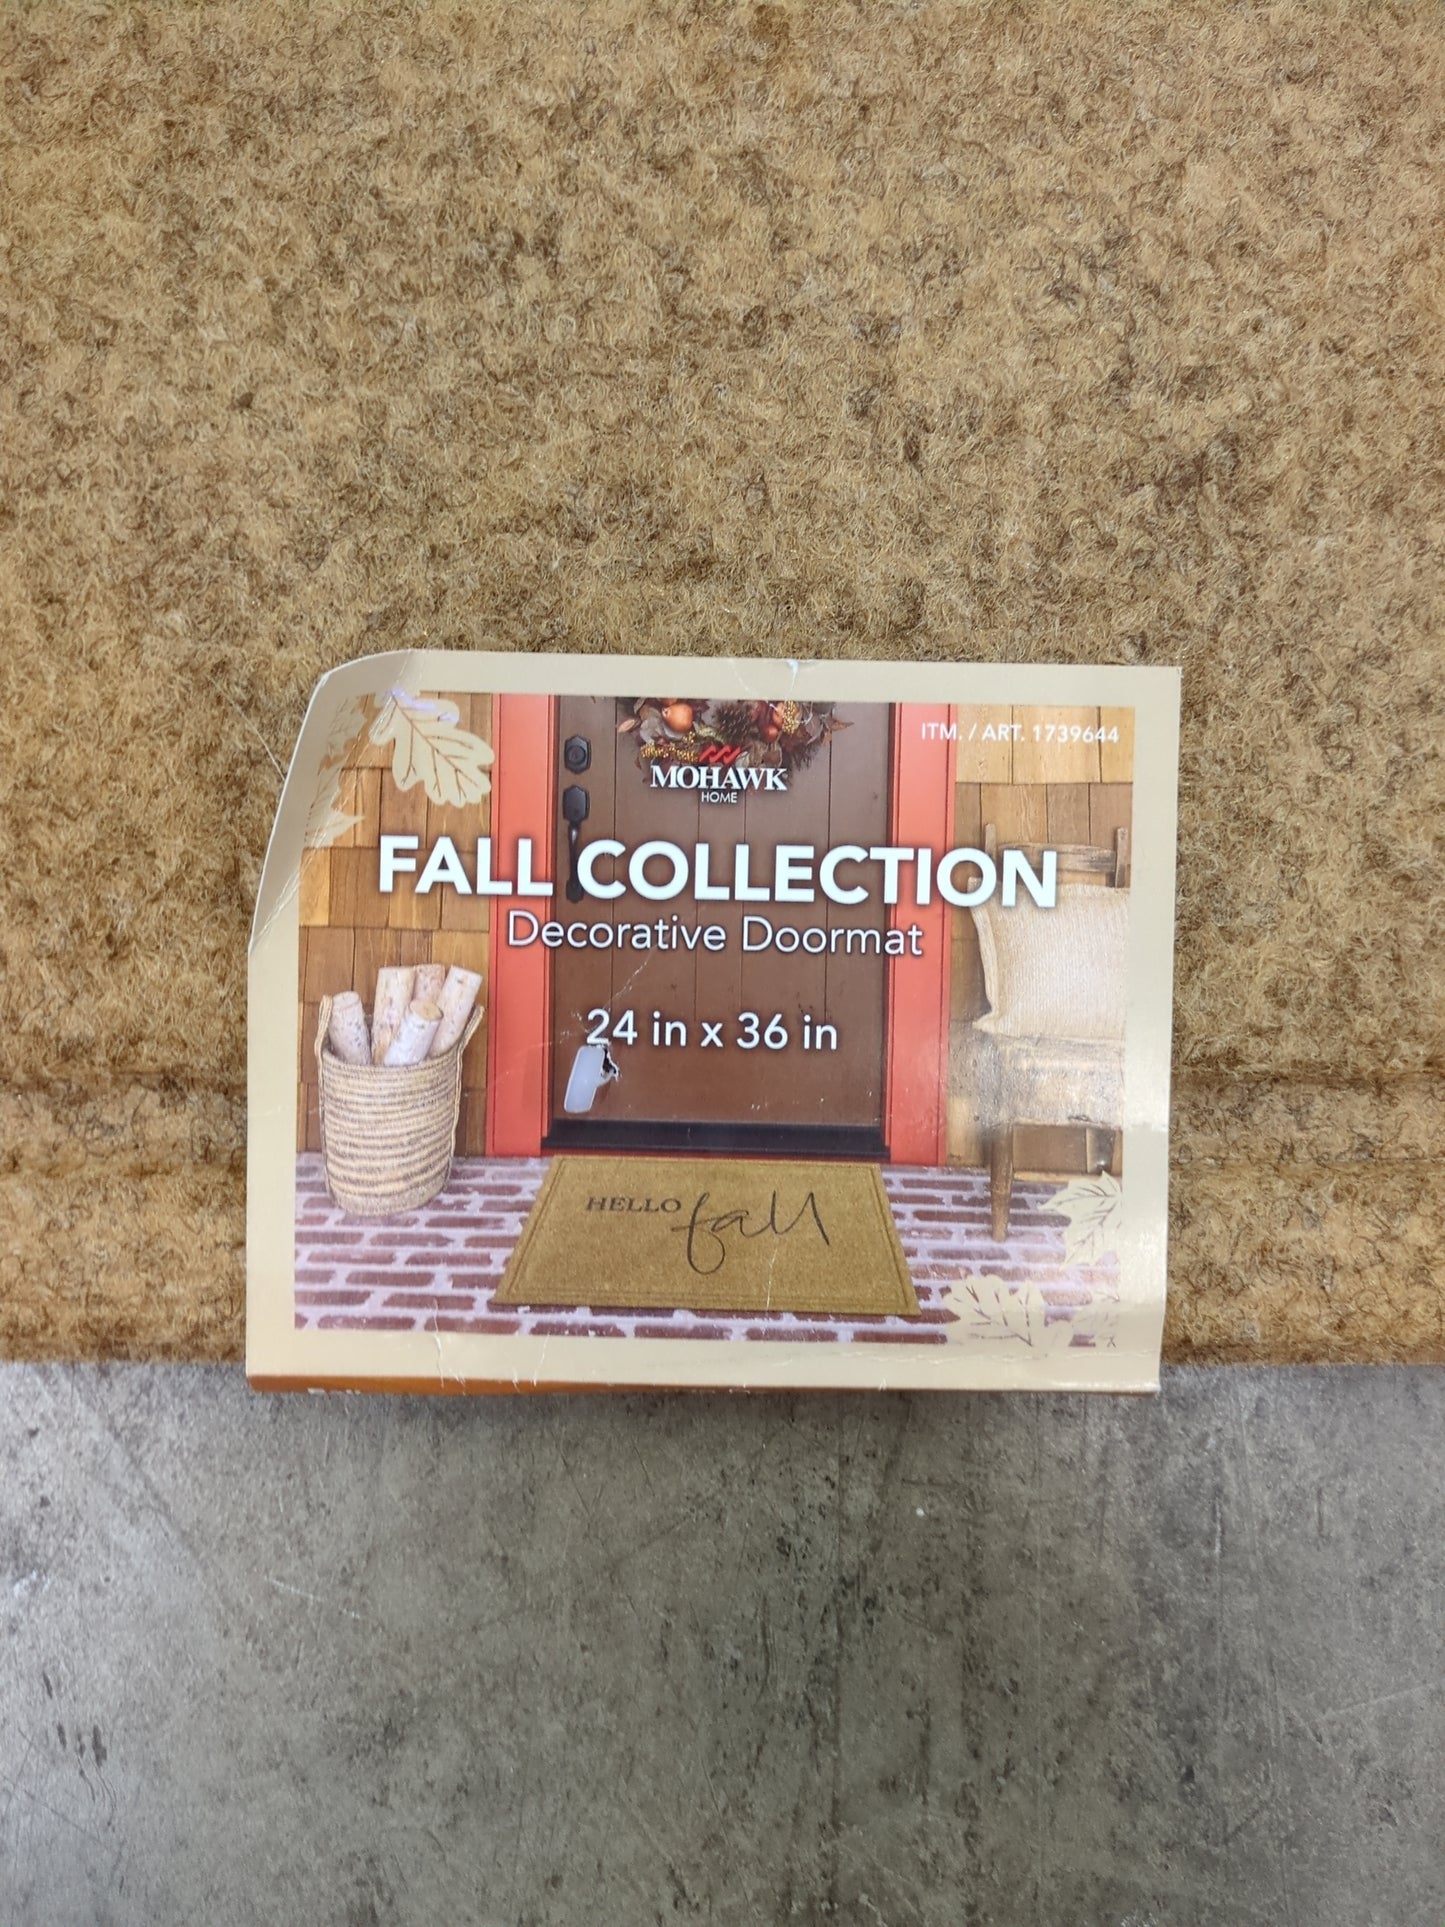 ITM. / ART. 1739644
MOHAWK
HOME
FALL COLLECTION
Decorative Doormat
24 in x 36 in
HELLO fall